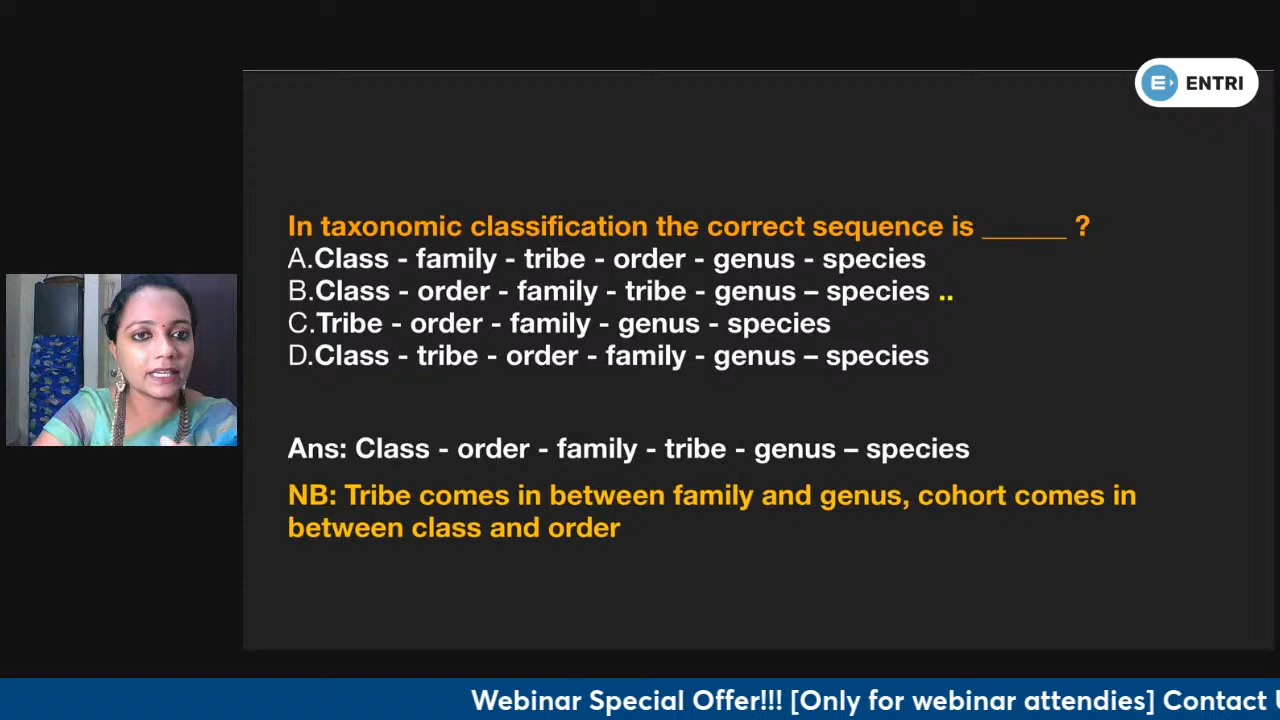 ENTRI
In taxonomic classification the correct sequence is ______ ?
A.Class - family - tribe - order - genus - species
B.Class - order - family - tribe - genus – species ..
C.Tribe - order - family - genus - species
D.Class - tribe - order - family - genus – species
Ans: Class - order - family - tribe - genus – species
NB: Tribe comes in between family and genus, cohort comes in
between class and order
Webinar Special Offer!!! [Only for webinar attendies] Contact